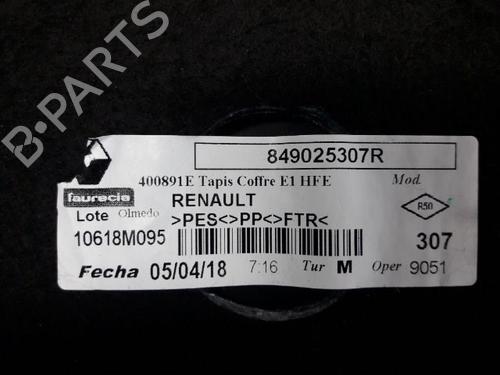 B-PARTS
849025307R
400891E Tapis Coffre E1 HFE
Mod.
faurecia
RENAULT
R50
Lote Olmedo
>PES<>PP<>FTR<
10618M095
307
Fecha 05/04/18 7:16 Tur M Oper 9051